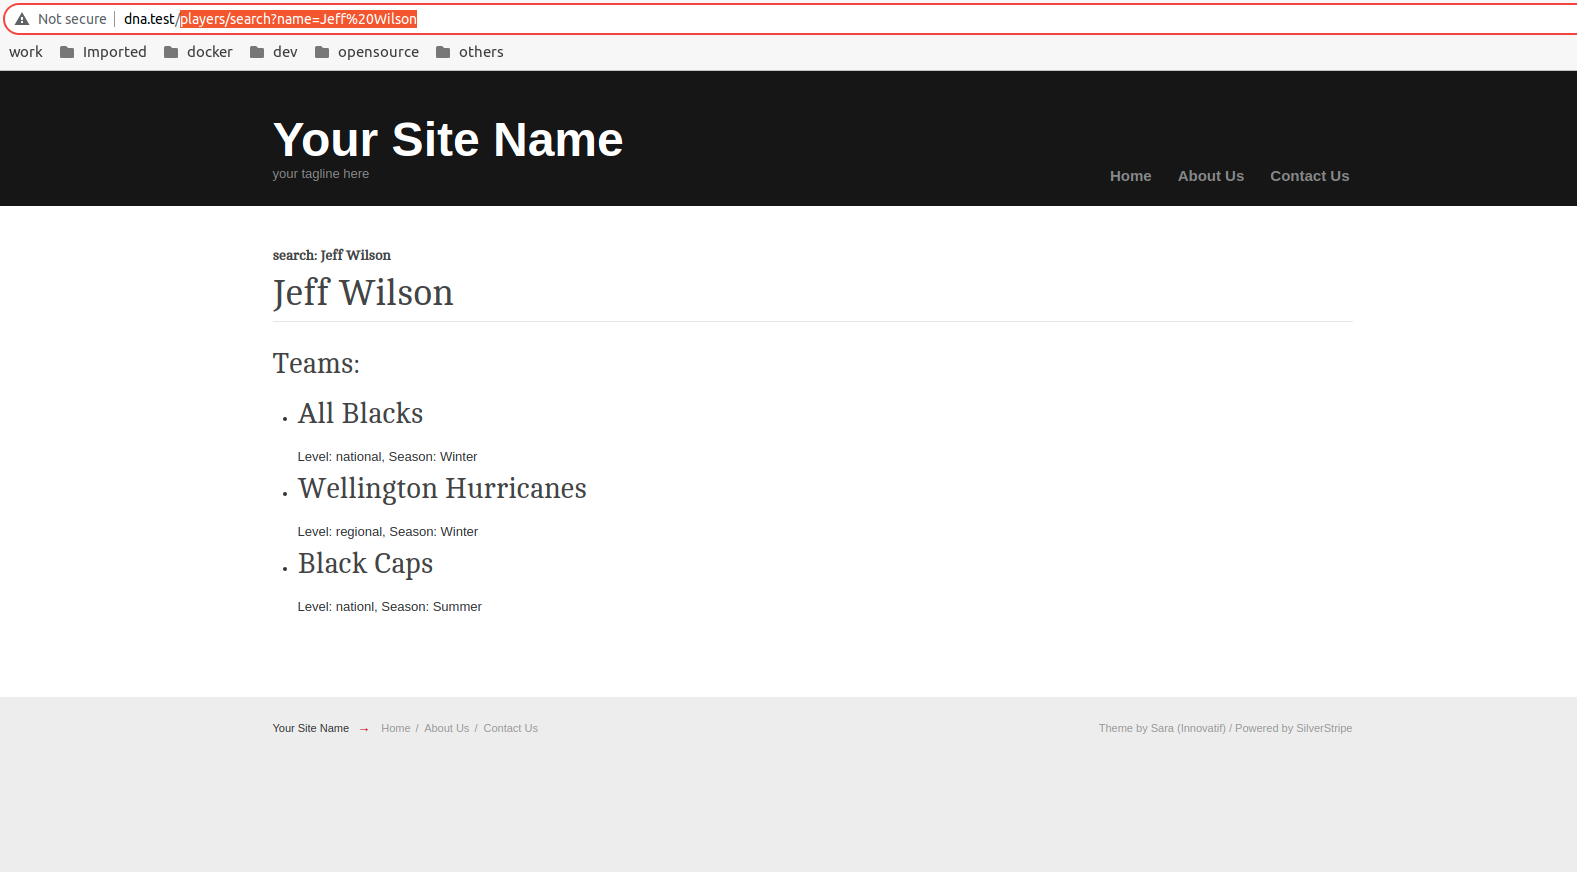 Not secure | dna.test/players/search?name=Jeff%20Wilson
work Imported docker dev opensource others
Your Site Name
your tagline here
Home About Us Contact Us
search: Jeff Wilson
Jeff Wilson
Teams:
• All Blacks
Level: national, Season: Winter
• Wellington Hurricanes
Level: regional, Season: Winter
• Black Caps
Level: nationl, Season: Summer
Your Site Name → Home / About Us / Contact Us
Theme by Sara (Innovatif) / Powered by SilverStripe